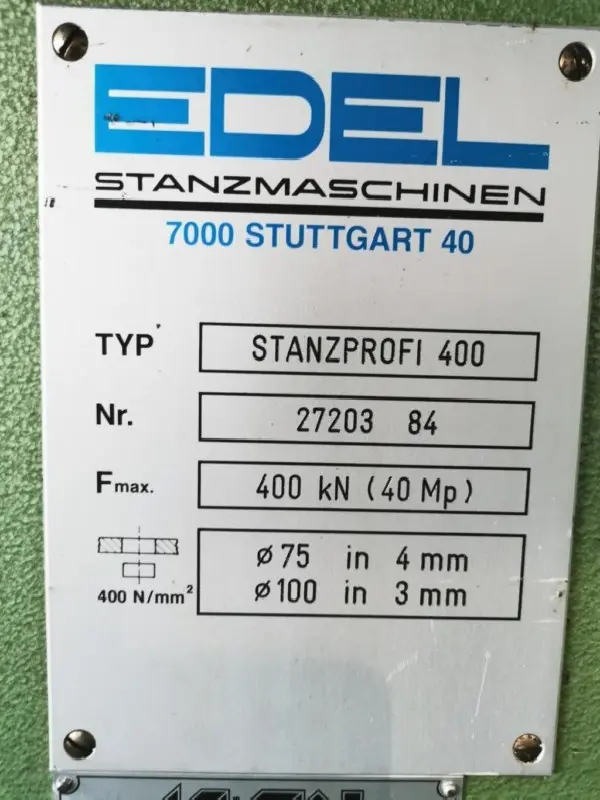 EDEL
STANZMASCHINEN
7000 STUTTGART 40
TYP STANZPROFI 400
Nr. 27203 84
Fmax. 400 kN (40 Mp)
ø75 in 4 mm
400 N/mm² ø100 in 3 mm